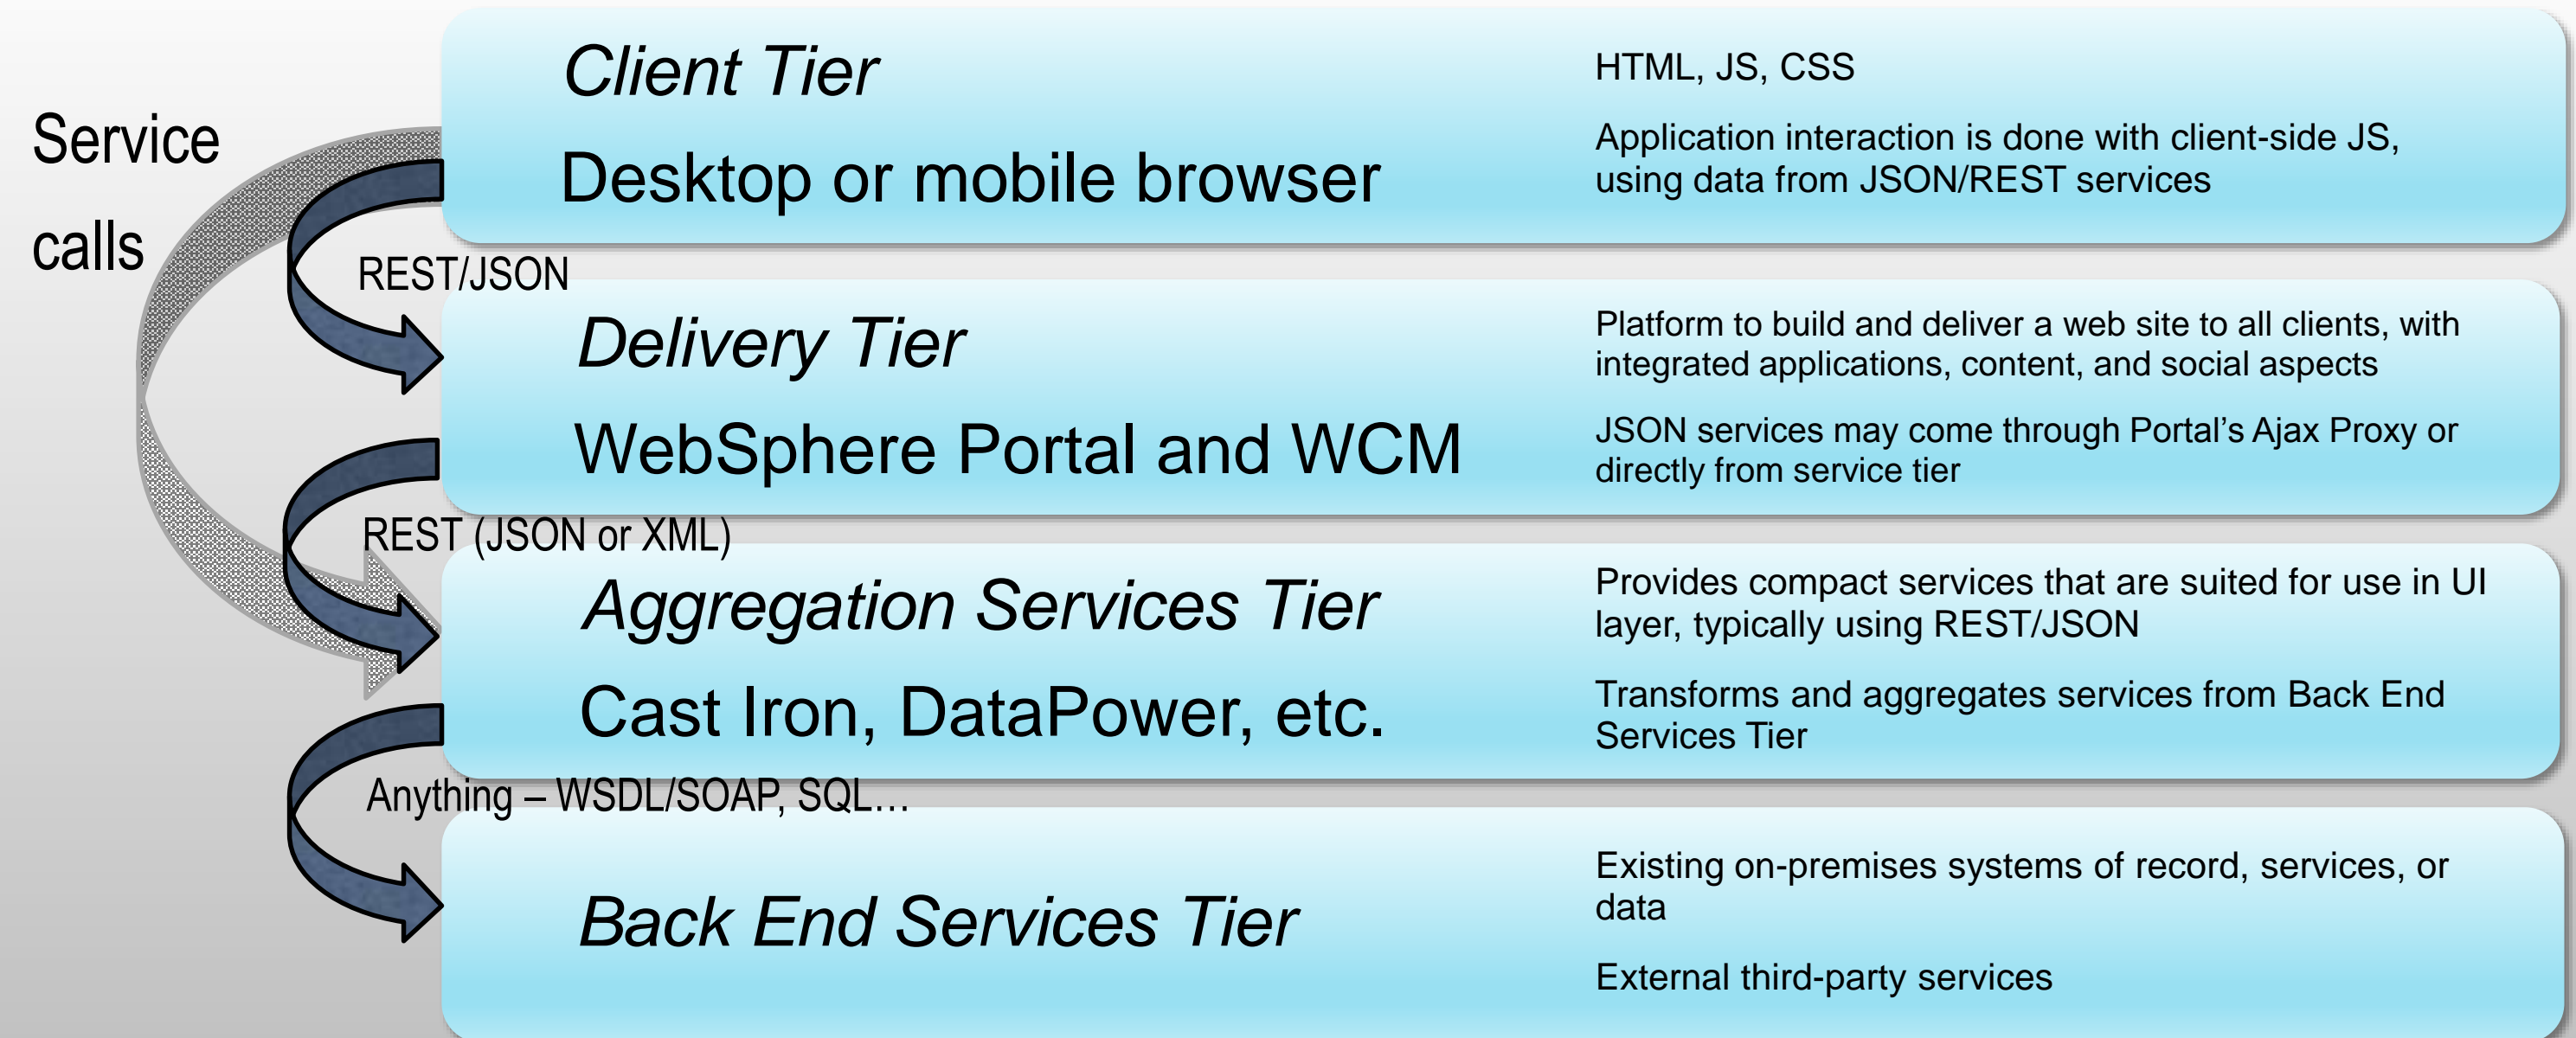 Service
calls
Client Tier
Desktop or mobile browser
HTML, JS, CSS
Application interaction is done with client-side JS,
using data from JSON/REST services
REST/JSON
Delivery Tier
WebSphere Portal and WCM
Platform to build and deliver a web site to all clients, with
integrated applications, content, and social aspects
JSON services may come through Portal’s Ajax Proxy or
directly from service tier
REST (JSON or XML)
Aggregation Services Tier
Cast Iron, DataPower, etc.
Provides compact services that are suited for use in UI
layer, typically using REST/JSON
Transforms and aggregates services from Back End
Services Tier
Anything – WSDL/SOAP, SQL…
Back End Services Tier
Existing on-premises systems of record, services, or
data
External third-party services